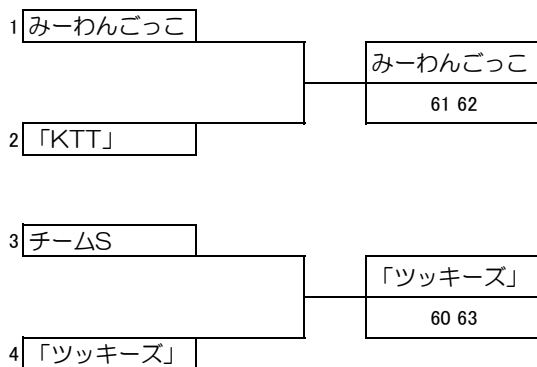 1 みーわんごっこ
みーわんごっこ
61 62
2 「KTT」
3 チームS
「ツッキーズ」
60 63
4 「ツッキーズ」